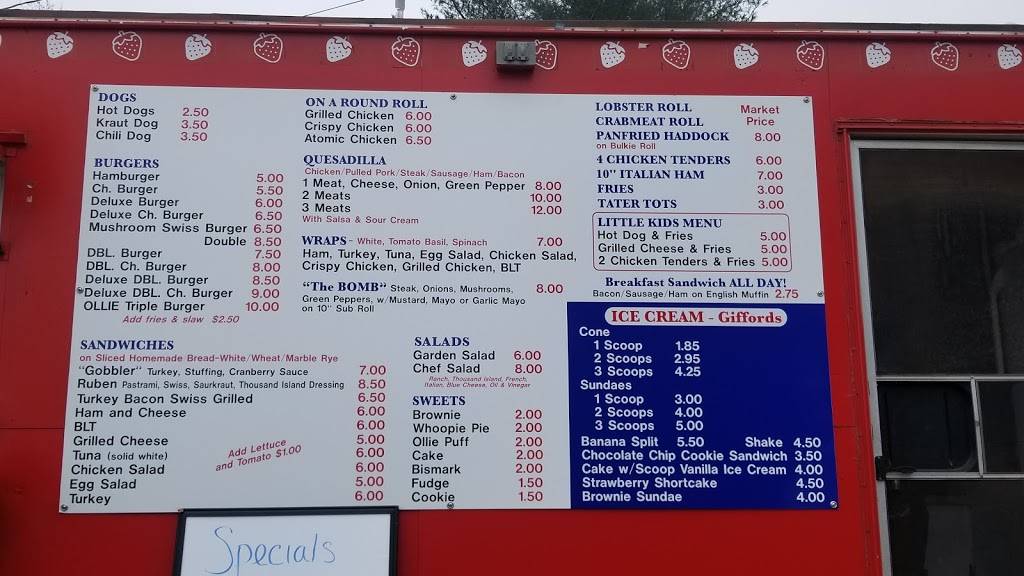 DOGS
Hot Dogs 2.50
Kraut Dog 3.50
Chili Dog 3.50
BURGERS
Hamburger 5.00
Ch. Burger 5.50
Deluxe Burger 6.00
Deluxe Ch. Burger 6.50
Mushroom Swiss Burger 6.50
Double 8.50
DBL. Burger 7.50
DBL. Ch. Burger 8.00
Deluxe DBL. Burger 8.50
Deluxe DBL. Ch. Burger 9.00
OLLIE Triple Burger 10.00
Add fries & slaw $2.50
SANDWICHES
on Sliced Homemade Bread-White/Wheat/Marble Rye
"Gobbler" Turkey, Stuffing, Cranberry Sauce 7.00
Ruben Pastrami, Swiss, Saurkraut, Thousand Island Dressing 8.50
Turkey Bacon Swiss Grilled 6.50
Ham and Cheese 6.00
BLT 6.00
Grilled Cheese 5.00
Tuna (solid white) 6.00
Chicken Salad 6.00
Egg Salad 5.00
Turkey 6.00
Add Lettuce
and Tomato $1.00
ON A ROUND ROLL
Grilled Chicken 6.00
Crispy Chicken 6.00
Atomic Chicken 6.50
QUESADILLA
Chicken/Pulled Pork/Steak/Sausage/Ham/Bacon
1 Meat, Cheese, Onion, Green Pepper 8.00
2 Meats 10.00
3 Meats 12.00
With Salsa & Sour Cream
WRAPS - White, Tomato Basil, Spinach 7.00
Ham, Turkey, Tuna, Egg Salad, Chicken Salad,
Crispy Chicken, Grilled Chicken, BLT
"The BOMB" Steak, Onions, Mushrooms, 8.00
Green Peppers, w/Mustard, Mayo or Garlic Mayo
on 10" Sub Roll
SALADS
Garden Salad 6.00
Chef Salad 8.00
Ranch, Thousand Island, French,
Italian, Blue Cheese, Oil & Vinegar
SWEETS
Brownie 2.00
Whoopie Pie 2.00
Ollie Puff 2.00
Cake 2.00
Bismark 2.00
Fudge 1.50
Cookie 1.50
LOBSTER ROLL Market
CRABMEAT ROLL Price
PANFRIED HADDOCK 8.00
on Bulkie Roll
4 CHICKEN TENDERS 6.00
10" ITALIAN HAM 7.00
FRIES 3.00
TATER TOTS 3.00
LITTLE KIDS MENU
Hot Dog & Fries 5.00
Grilled Cheese & Fries 5.00
2 Chicken Tenders & Fries 5.00
Breakfast Sandwich ALL DAY!
Bacon/Sausage/Ham on English Muffin 2.75
ICE CREAM - Giffords
Cone
1 Scoop 1.85
2 Scoops 2.95
3 Scoops 4.25
Sundaes
1 Scoop 3.00
2 Scoops 4.00
3 Scoops 5.00
Banana Split 5.50 Shake 4.50
Chocolate Chip Cookie Sandwich 3.50
Cake w/Scoop Vanilla Ice Cream 4.00
Strawberry Shortcake 4.50
Brownie Sundae 4.00
Specials